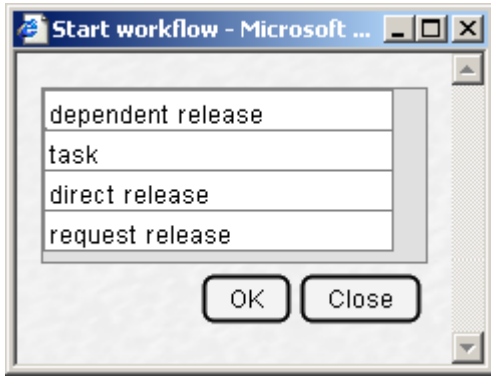 Start workflow - Microsoft ...
dependent release
task
direct release
request release
OK Close